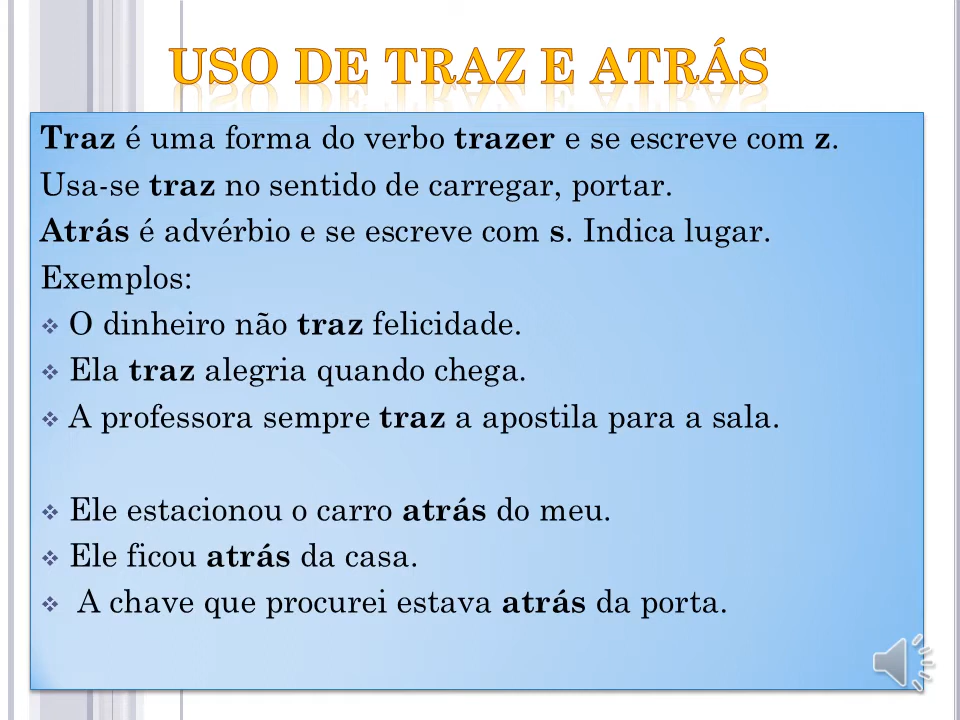 USO DE TRAZ E ATRÁS
Traz é uma forma do verbo trazer e se escreve com z.
Usa-se traz no sentido de carregar, portar.
Atrás é advérbio e se escreve com s. Indica lugar.
Exemplos:
❖ O dinheiro não traz felicidade.
❖ Ela traz alegria quando chega.
❖ A professora sempre traz a apostila para a sala.
❖ Ele estacionou o carro atrás do meu.
❖ Ele ficou atrás da casa.
❖ A chave que procurei estava atrás da porta.